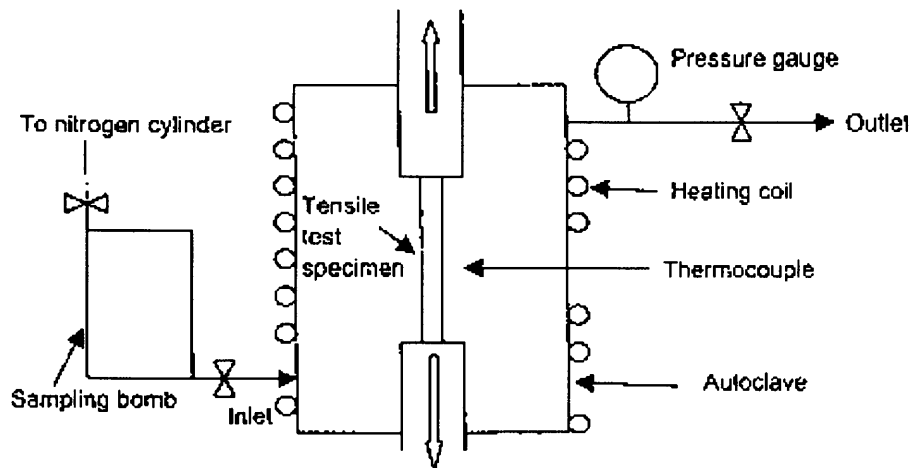 Pressure gauge
To nitrogen cylinder
Outlet
Heating coil
Tensile
test
specimen
Thermocouple
Sampling bomb
Inlet
Autoclave